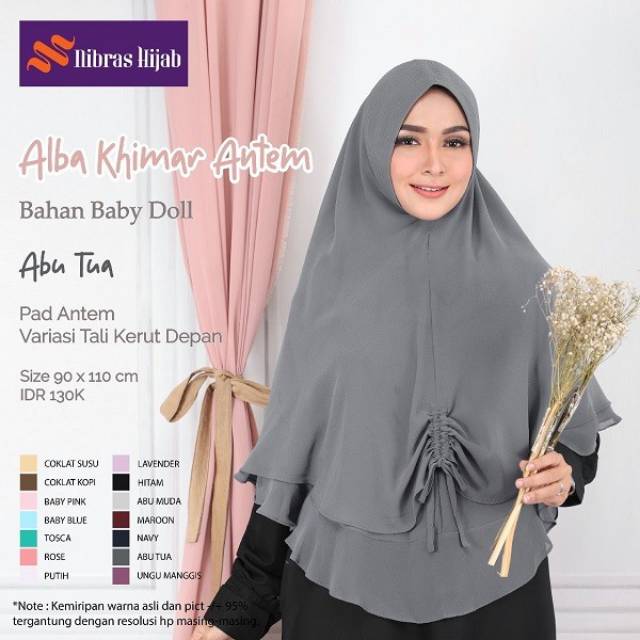 Nibras Hijab
Alba Khimar Antem
Bahan Baby Doll
Abu Tua
Pad Antem
Variasi Tali Kerut Depan
Size 90 x 110 cm
IDR 130K
COKLAT SUSU
COKLAT KOPI
BABY PINK
BABY BLUE
TOSCA
ROSE
PUTIH
LAVENDER
HITAM
ABU MUDA
MAROON
NAVY
ABU TUA
UNGU MANGGIS
*Note : Kemiripan warna asli dan pict +/- 95%
tergantung dengan resolusi hp masing-masing.